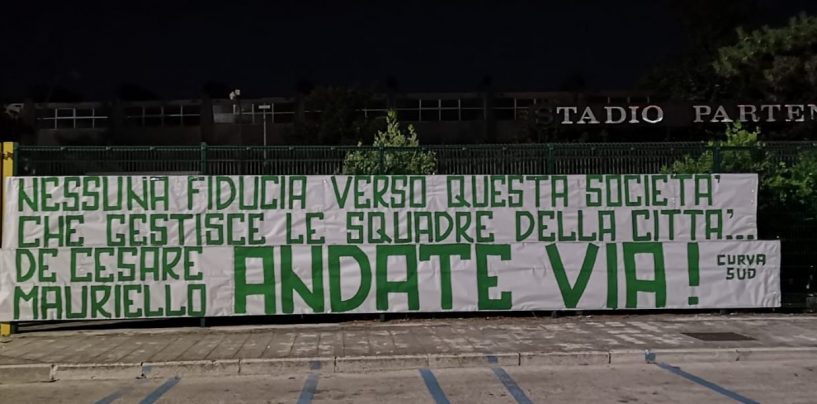 STADIO PARTEN
NESSUNA FIDUCIA VERSO QUESTA SOCIETA'
CHE GESTISCE LE SQUADRE DELLA CITTA'...
DE CESARE
MAURIELLO
ANDATE VIA!
CURVA
SUD